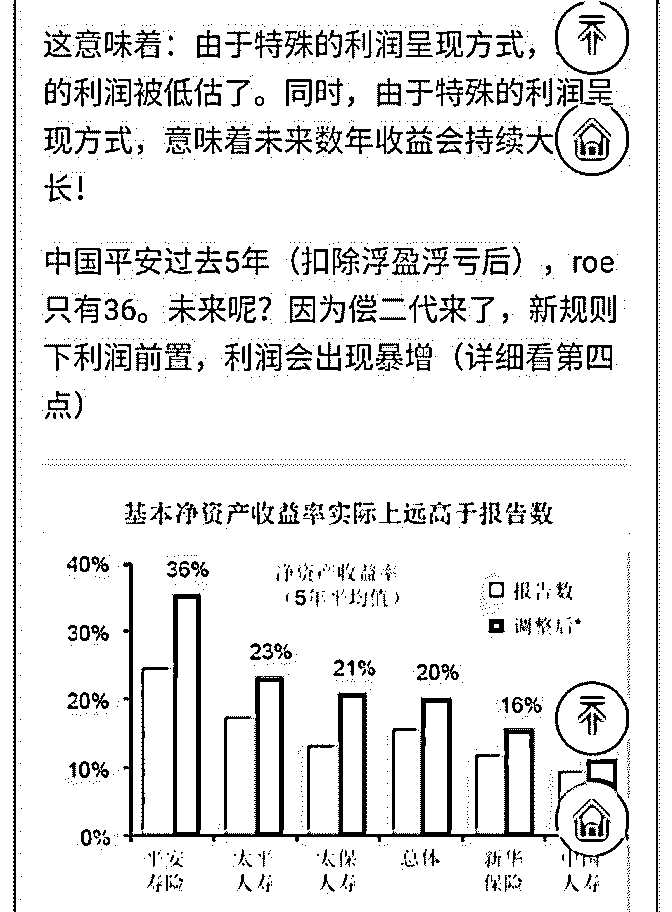 这意味着：由于特殊的利润呈现方式，
的利润被低估了。同时，由于特殊的利润呈
现方式，意味着未来数年收益会持续大
长！
中国平安过去5年（扣除浮盈浮亏后），roe
只有36。未来呢？因为偿二代来了，新规则
下利润前置，利润会出现暴增（详细看第四
点）
基本净资产收益率实际上远高于报告数
净资产收益率
（5年平均值）
报告数
调整后*
40%
30%
20%
10%
0%
36%
23%
21%
20%
16%
平安
寿险
太平
人寿
太保
人寿
总体
新华
保险
中国
人寿